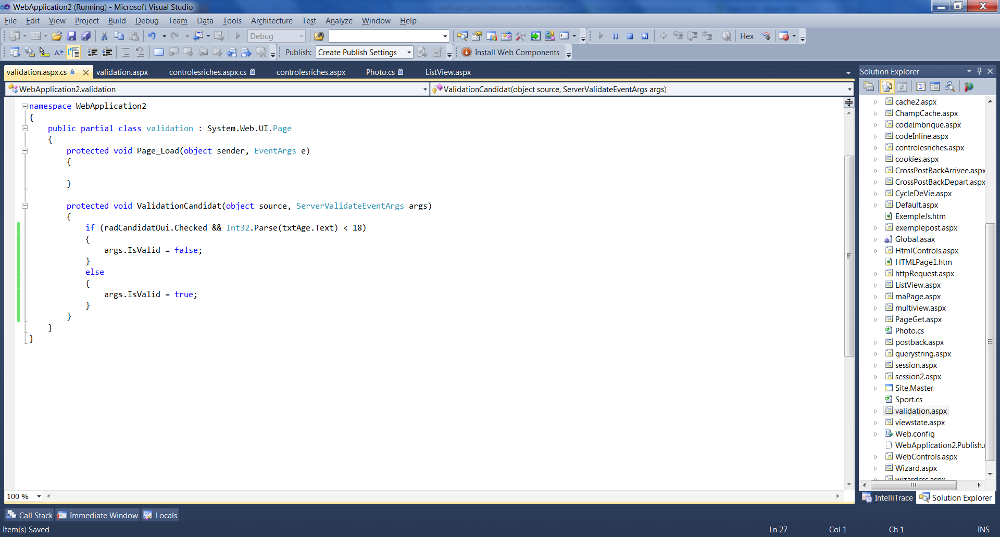 WebApplication2 (Running) - Microsoft Visual Studio
File Edit View Project Build Debug Team Data Tools Architecture Test Analyze Window Help
Debug Hex
Publish: Create Publish Settings Install Web Components
validation.aspx.cs validation.aspx controlesriches.aspx.cs controlesriches.aspx Photo.cs ListView.aspx
WebApplication2.validation ValidationCandidat(object source, ServerValidateEventArgs args)
namespace WebApplication2
{
public partial class validation : System.Web.UI.Page
{
protected void Page_Load(object sender, EventArgs e)
{
}
protected void ValidationCandidat(object source, ServerValidateEventArgs args)
{
if (radCandidatOui.Checked && Int32.Parse(txtAge.Text) < 18)
{
args.IsValid = false;
}
else
{
args.IsValid = true;
}
}
}
}
100 %
Solution Explorer
cache2.aspx
ChampCache.aspx
codeImbrique.aspx
codeInline.aspx
controlesriches.aspx
cookies.aspx
CrossPostBackArrivee.aspx
CrossPostBackDepart.aspx
CycleDeVie.aspx
Default.aspx
ExempleJs.htm
exemplepost.aspx
Global.asax
HtmlControls.aspx
HTMLPage1.htm
httpRequest.aspx
ListView.aspx
maPage.aspx
multiview.aspx
PageGet.aspx
Photo.cs
postback.aspx
querystring.aspx
session.aspx
session2.aspx
Site.Master
Sport.cs
validation.aspx
viewstate.aspx
Web.config
WebApplication2.Publish.x
WebControls.aspx
Wizard.aspx
wizardcss.aspx
IntelliTrace Solution Explorer
Call Stack Immediate Window Locals
Item(s) Saved Ln 27 Col 1 Ch 1 INS